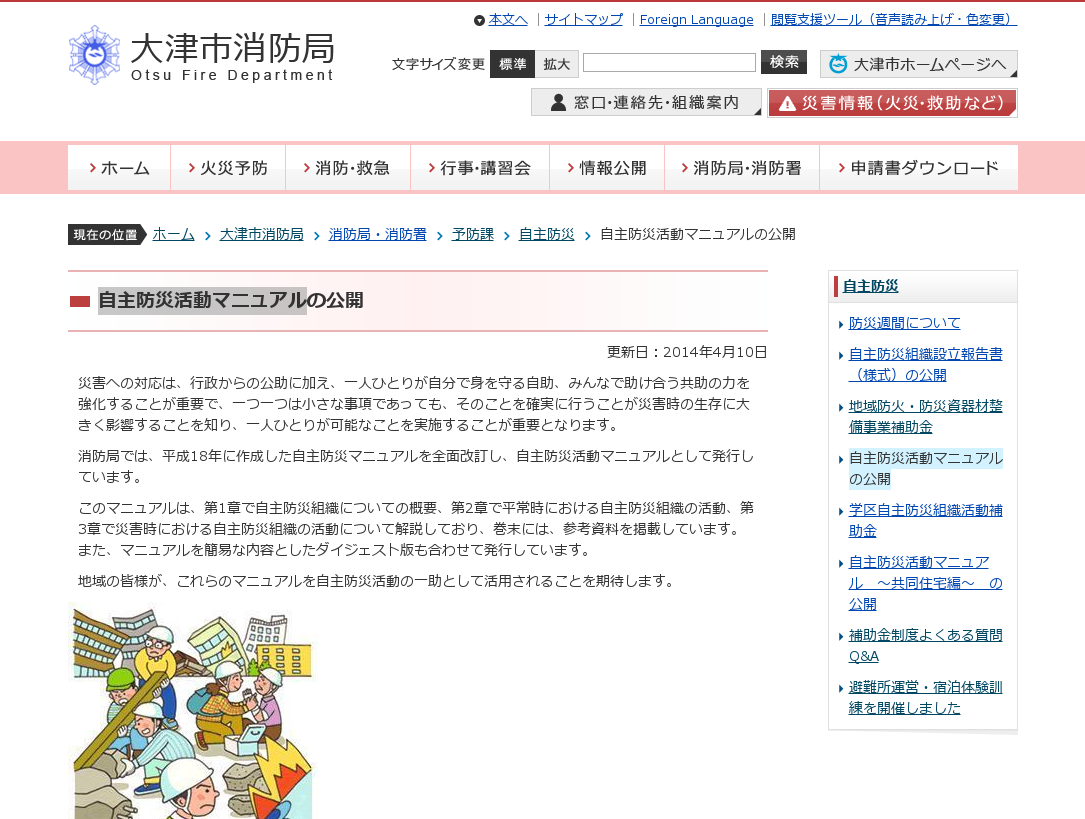 本文へ サイトマップ Foreign Language 閲覧支援ツール（音声読み上げ・色変更）
大津市消防局
Otsu Fire Department
文字サイズ変更 標準 拡大 検索 大津市ホームページへ
窓口・連絡先・組織案内 災害情報（火災・救助など）
ホーム 火災予防 消防・救急 行事・講習会 情報公開 消防局・消防署 申請書ダウンロード
現在の位置 ホーム 大津市消防局 消防局・消防署 予防課 自主防災 自主防災活動マニュアルの公開
自主防災活動マニュアルの公開
更新日：2014年4月10日
災害への対応は、行政からの公助に加え、一人ひとりが自分で身を守る自助、みんなで助け合う共助の力を
強化することが重要で、一つ一つは小さな事項であっても、そのことを確実に行うことが災害時の生存に大
きく影響することを知り、一人ひとりが可能なことを実施することが重要となります。
消防局では、平成18年に作成した自主防災マニュアルを全面改訂し、自主防災活動マニュアルとして発行し
ています。
このマニュアルは、第1章で自主防災組織についての概要、第2章で平常時における自主防災組織の活動、第
3章で災害時における自主防災組織の活動について解説しており、巻末には、参考資料を掲載しています。
また、マニュアルを簡易な内容としたダイジェスト版も合わせて発行しています。
地域の皆様が、これらのマニュアルを自主防災活動の一助として活用されることを期待します。
自主防災
防災週間について
自主防災組織設立報告書
（様式）の公開
地域防火・防災資器材整
備事業補助金
自主防災活動マニュアル
の公開
学区自主防災組織活動補
助金
自主防災活動マニュア
ル　～共同住宅編～　の
公開
補助金制度よくある質問
Q&A
避難所運営・宿泊体験訓
練を開催しました